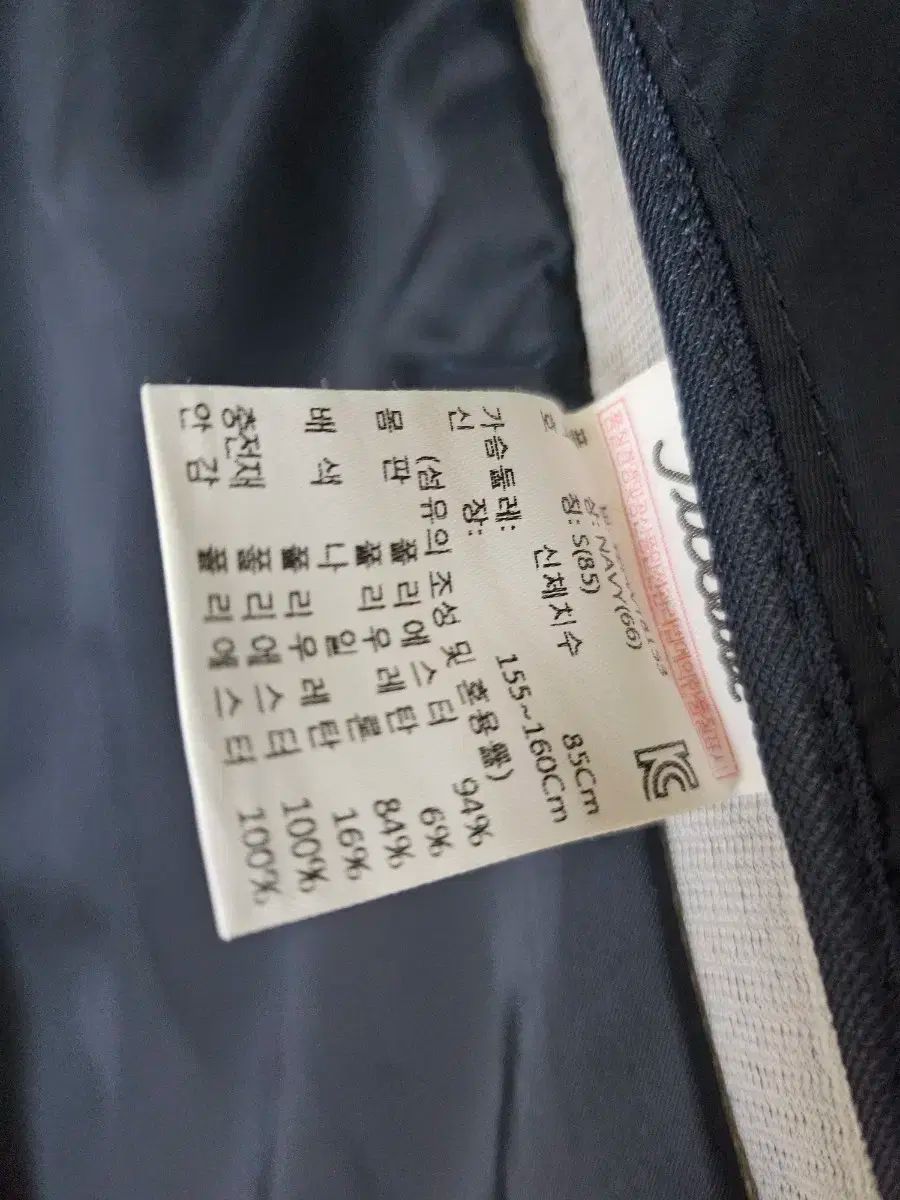 상: NAVY(66)
호 칭: S(85)
신체치수
가슴둘레: 85Cm
신 장: 155~160Cm
(섬유의 조성 및 혼용율)
몸 판 폴리에스터 94%
폴리우레탄 6%
배 색 나일론 84%
폴리우레탄 16%
충전재 폴리에스터 100%
안 감 폴리에스터 100%